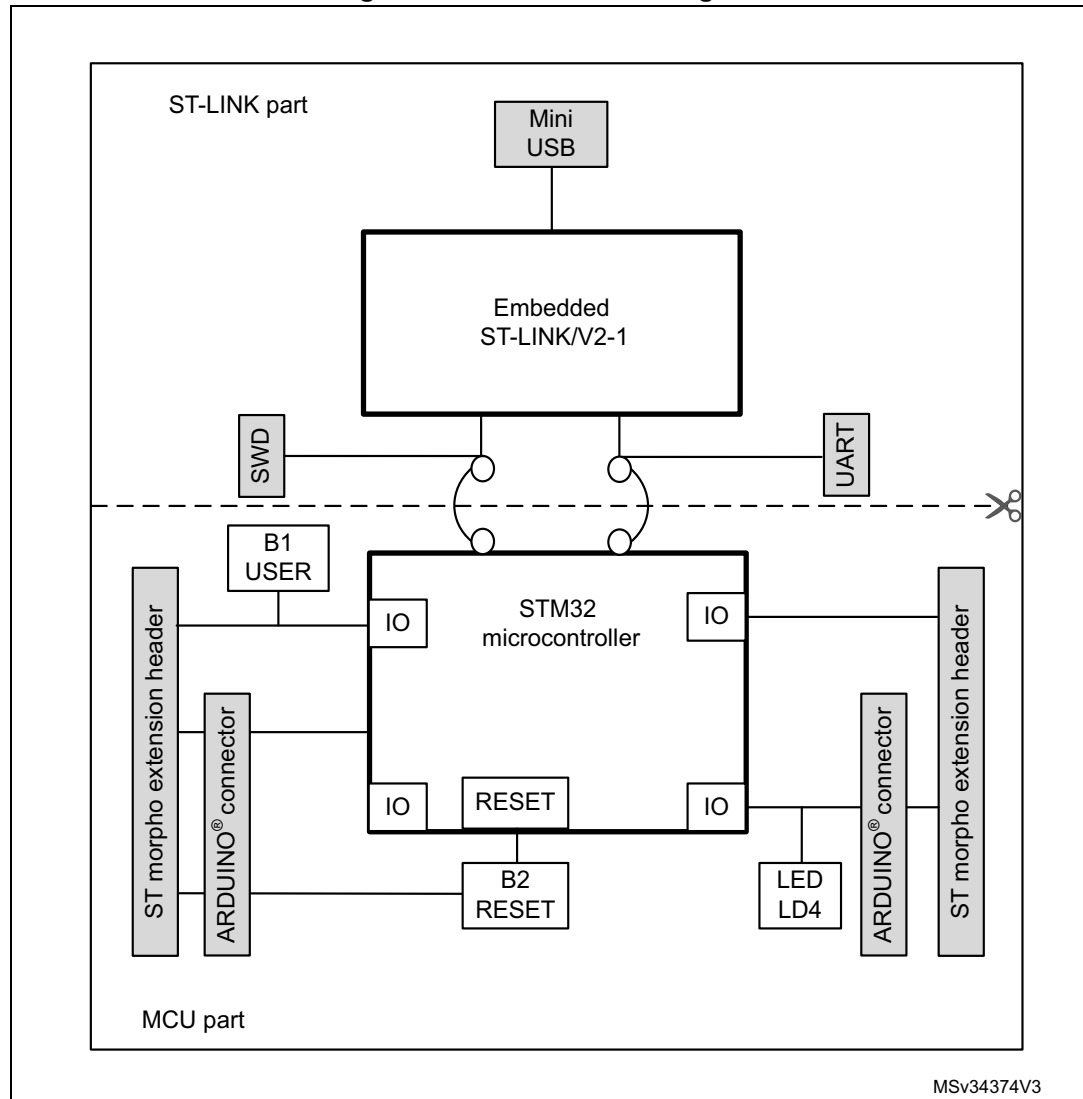 ST-LINK part
Mini
USB
Embedded
ST-LINK/V2-1
SWD
UART
B1
USER
IO
STM32
microcontroller
IO
ST morpho extension header
ARDUINO® connector
IO
RESET
IO
B2
RESET
LED
LD4
ARDUINO® connector
ST morpho extension header
MCU part
MSv34374V3